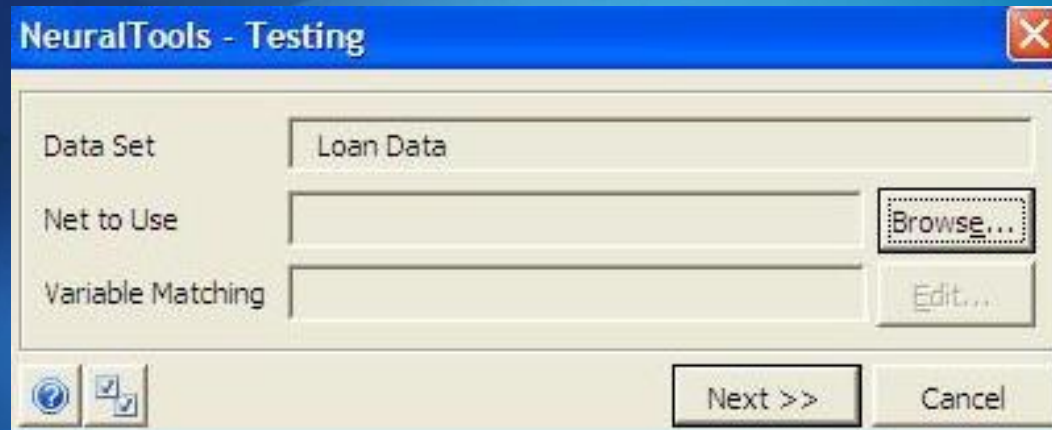 NeuralTools - Testing
Data Set Loan Data
Net to Use Browse...
Variable Matching Edit...
Next >> Cancel